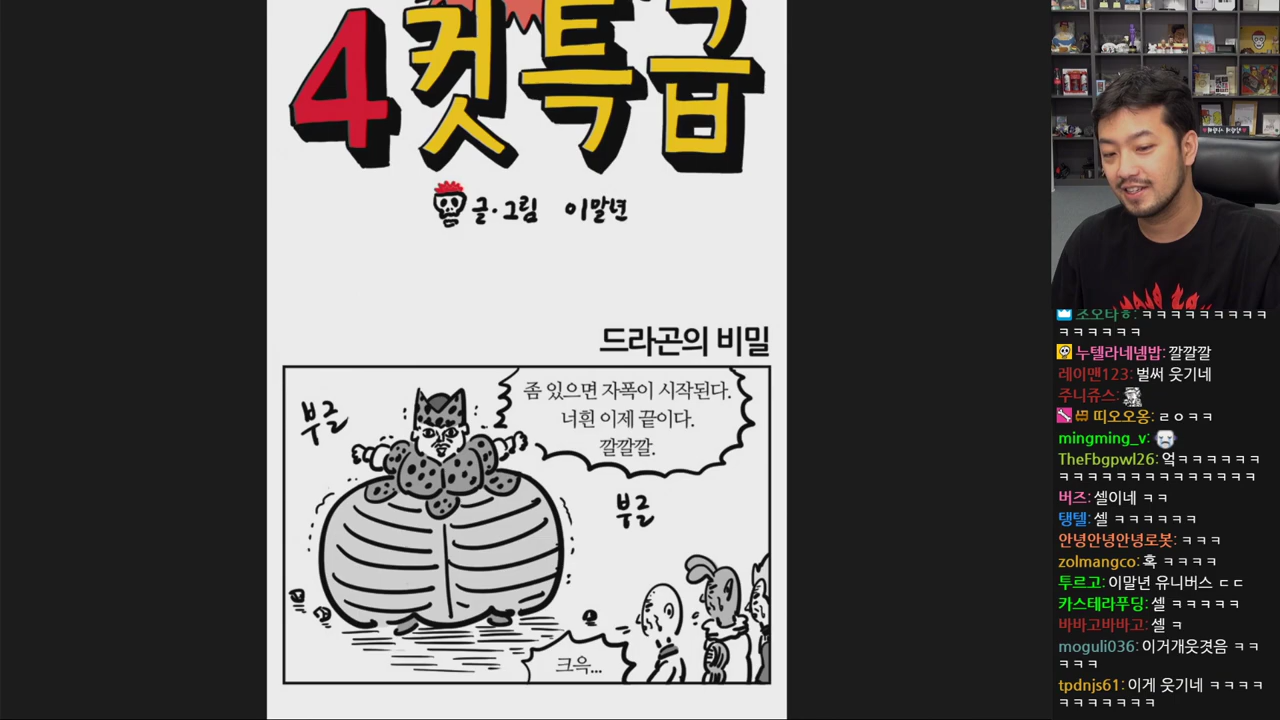 4컷특급
글·그림 이말년
드라곤의 비밀
부글
좀 있으면 자폭이 시작된다.
너흰 이제 끝이다.
깔깔깔.
부글
크윽...
초오타ㅎ: ㅋㅋㅋㅋㅋㅋㅋㅋㅋ
ㅋㅋㅋㅋㅋㅋ
누텔라네넴밥: 깔깔깔
레이맨123: 벌써 웃기네
주니쥬스:
띠오오옹: ㄹㅇㅋㅋ
mingming_v:
TheFbgpwl26: 엌ㅋㅋㅋㅋㅋㅋ
ㅋㅋㅋㅋㅋㅋㅋㅋㅋㅋㅋㅋㅋㅋ
버즈: 셀이네 ㅋㅋ
탱텔: 셀 ㅋㅋㅋㅋㅋㅋ
안녕안녕안녕로봇: ㅋㅋㅋ
zolmangco: 혹 ㅋㅋㅋㅋ
투르고: 이말년 유니버스 ㄷㄷ
카스테라푸딩: 셀 ㅋㅋㅋㅋㅋ
바바고바바고: 셀 ㅋ
moguli036: 이거개웃겻음 ㅋㅋ
ㅋㅋㅋ
tpdnjs61: 이게 웃기네 ㅋㅋㅋㅋ
ㅋㅋㅋㅋㅋㅋㅋ